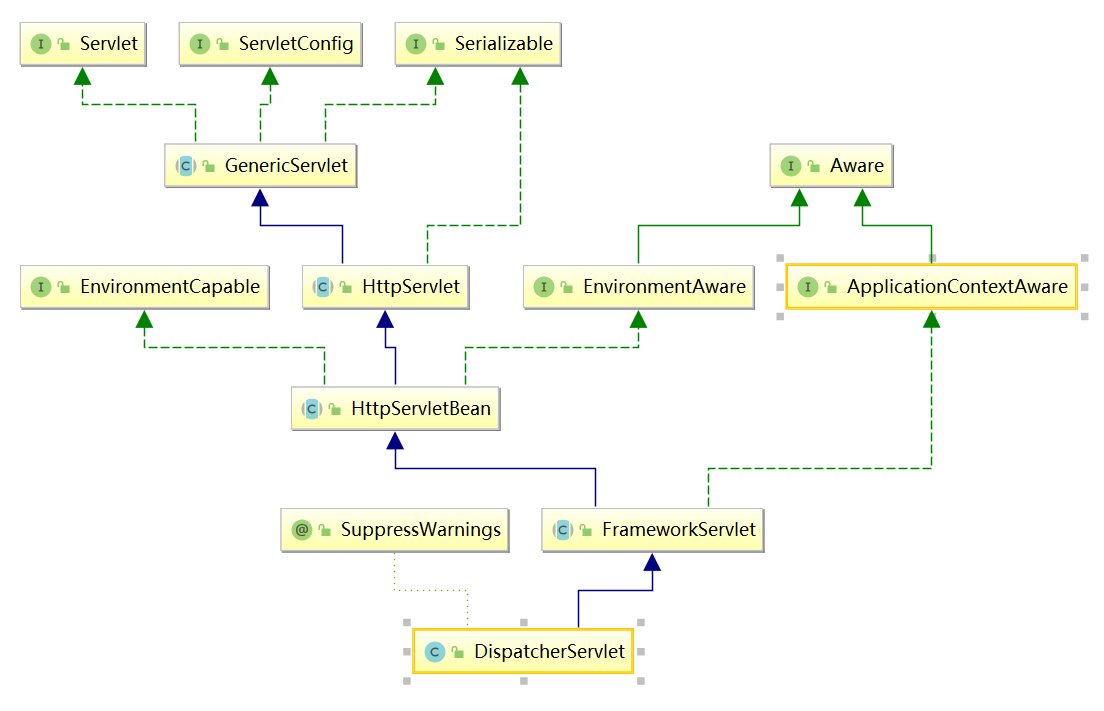 Servlet
ServletConfig
Serializable
GenericServlet
Aware
EnvironmentCapable
HttpServlet
EnvironmentAware
ApplicationContextAware
HttpServletBean
SuppressWarnings
FrameworkServlet
DispatcherServlet